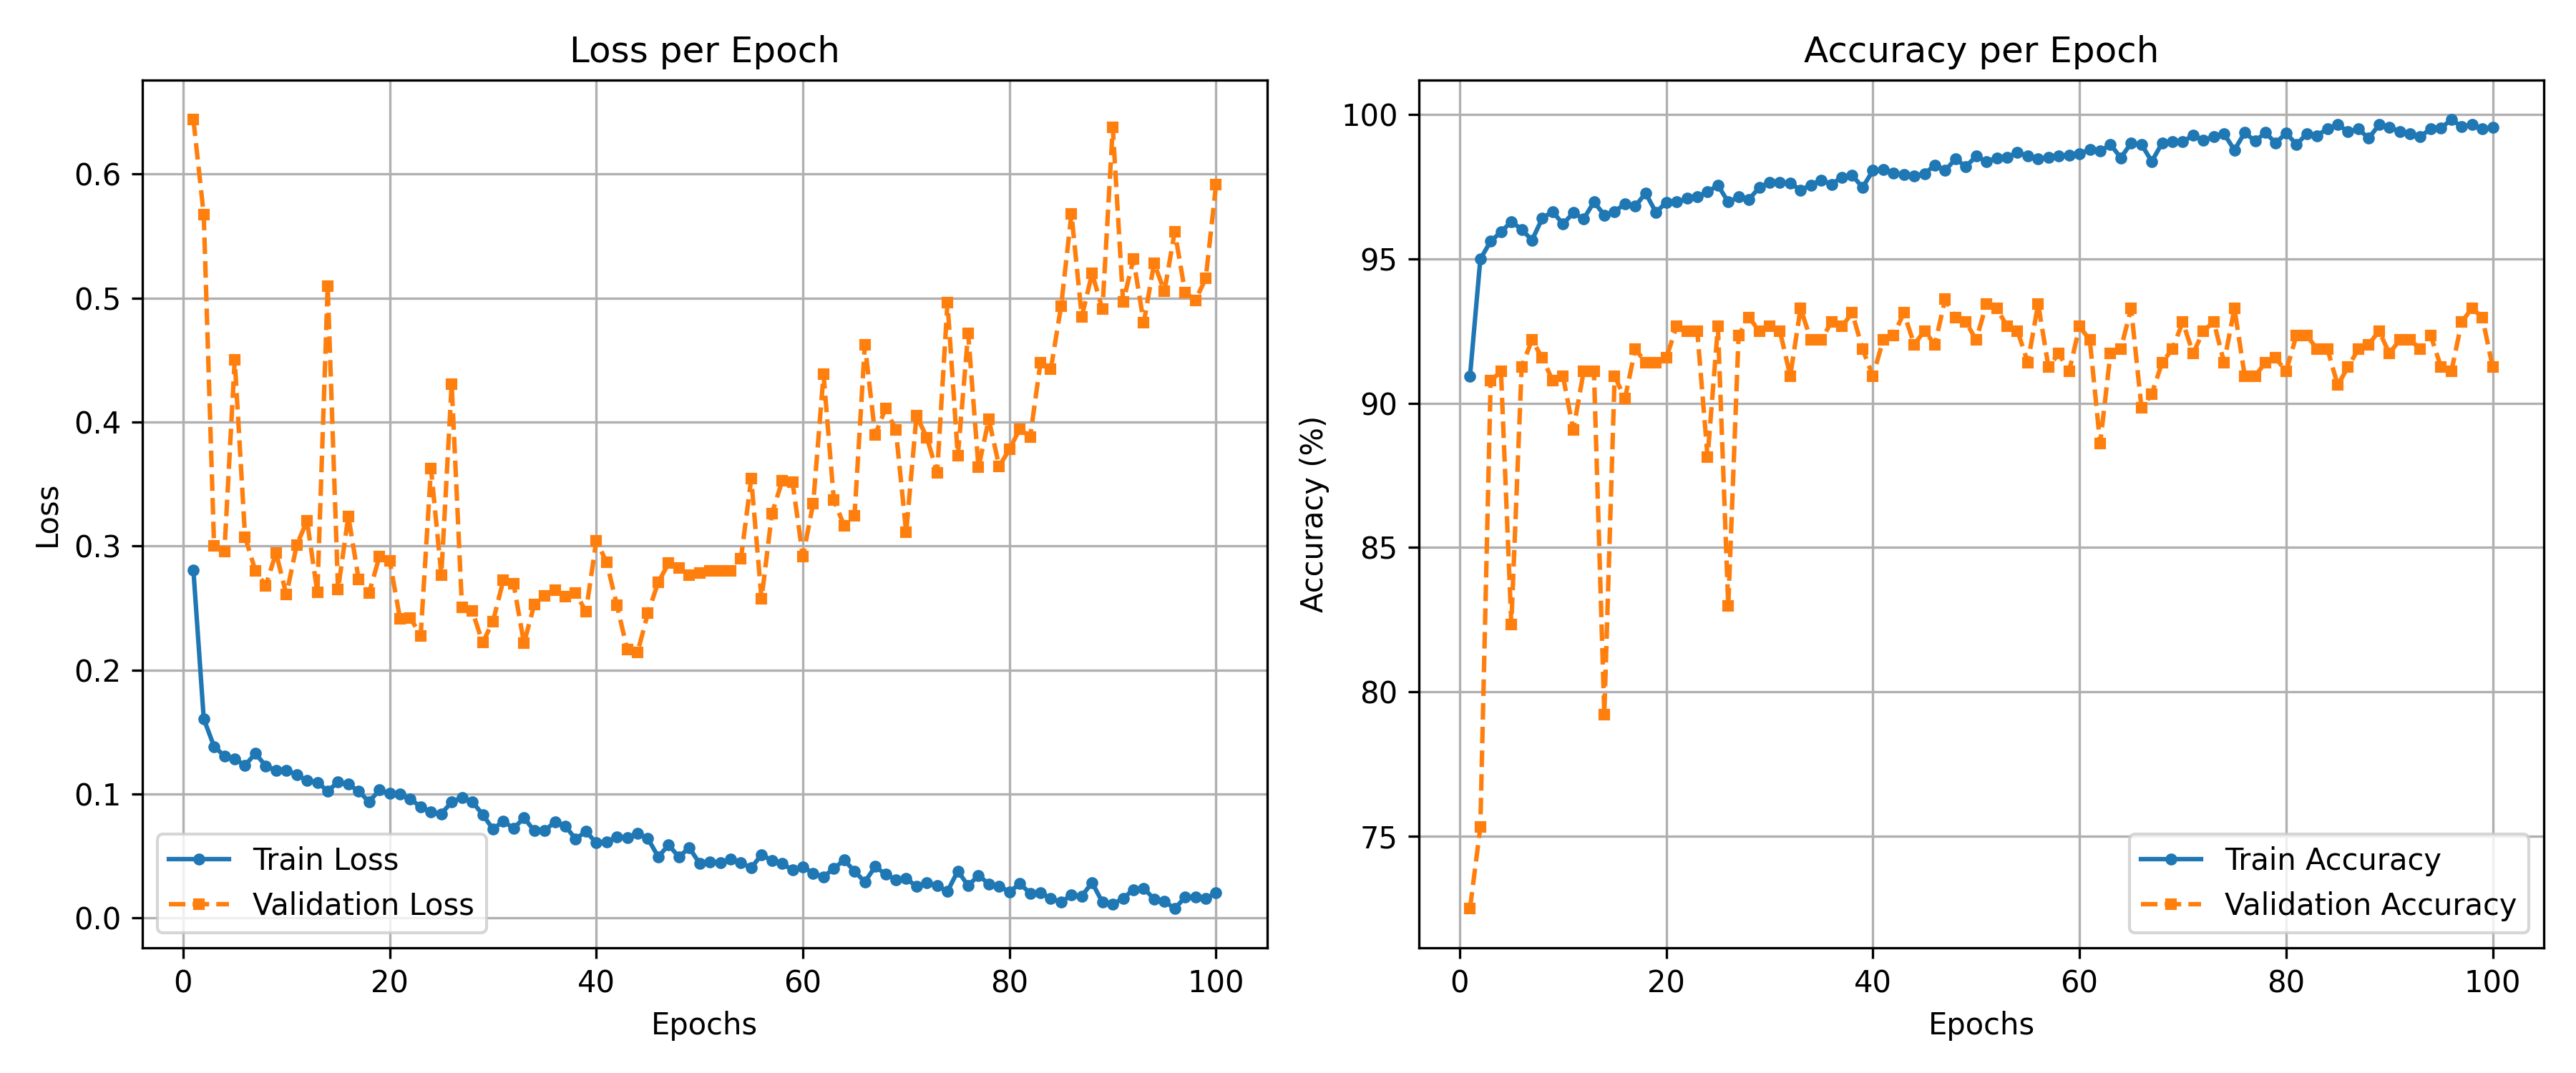 Loss per Epoch
Loss
0.6
0.5
0.4
0.3
0.2
0.1
0.0
Train Loss
Validation Loss
0 20 40 60 80 100
Epochs
Accuracy per Epoch
Accuracy (%)
100
95
90
85
80
75
Train Accuracy
Validation Accuracy
0 20 40 60 80 100
Epochs